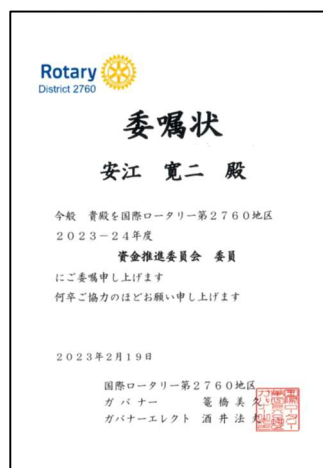 Rotary
District 2760
委嘱状
安江 寛二 殿
今般 貴殿を国際ロータリー第2760地区
2023-24年度
資金推進委員会 委員
にご委嘱申し上げます
何卒ご協力のほどお願い申し上げます
2023年2月19日
国際ロータリー第2760地区
ガバナー 篭橋美久
ガバナーエレクト 酒井法丈